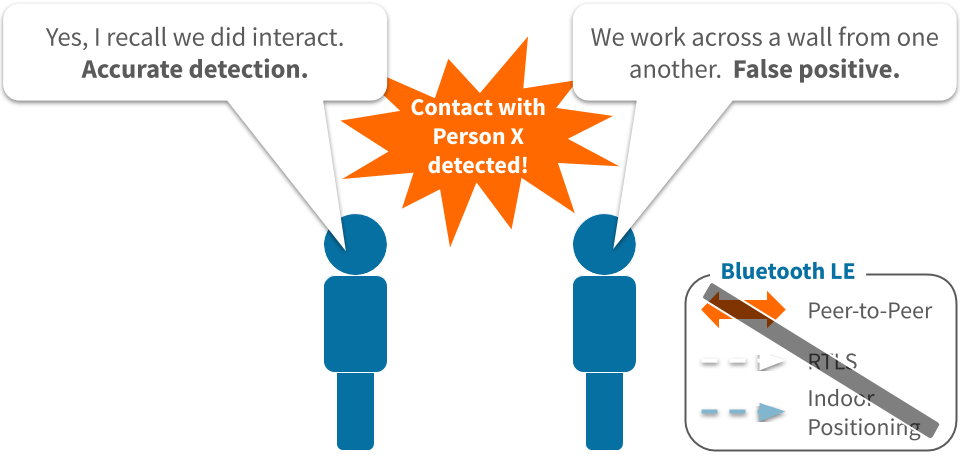 Yes, I recall we did interact.
Accurate detection.
We work across a wall from one
another. False positive.
Contact with
Person X
detected!
Bluetooth LE
Peer-to-Peer
RTLS
Indoor
Positioning